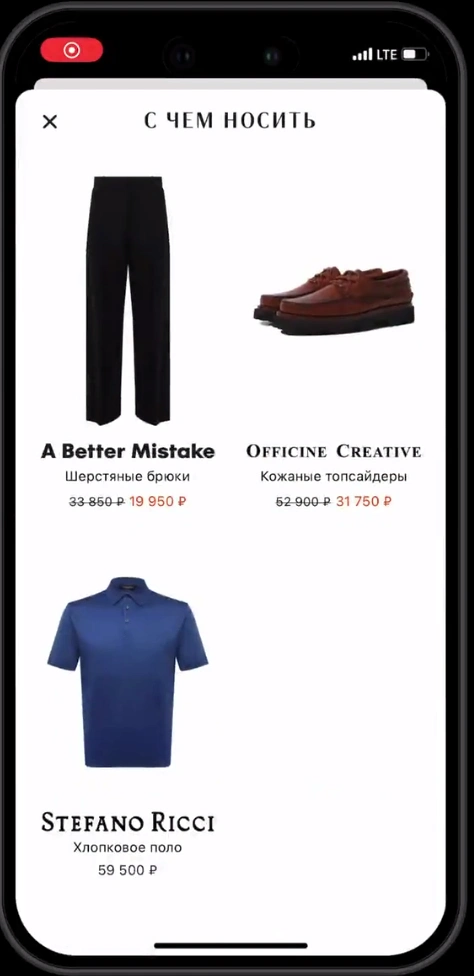 LTE
С ЧЕМ НОСИТЬ
A Better Mistake
Шерстяные брюки
33 850 ₽ 19 950 ₽
OFFICINE CREATIVE
Кожаные топсайдеры
52 900 ₽ 31 750 ₽
STEFANO RICCI
Хлопковое поло
59 500 ₽